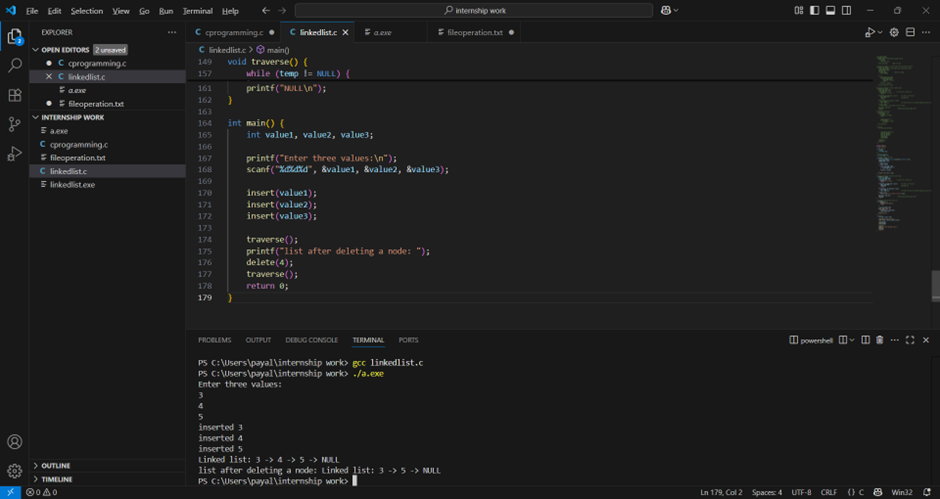 File Edit Selection View Go Run Terminal Help
internship work
EXPLORER
OPEN EDITORS 2 unsaved
cprogramming.c
linkedlist.c
a.exe
fileoperation.txt
INTERNSHIP WORK
a.exe
cprogramming.c
fileoperation.txt
linkedlist.c
linkedlist.exe
OUTLINE
TIMELINE
cprogramming.c linkedlist.c a.exe fileoperation.txt
linkedlist.c > main()
149 void traverse() {
157 while (temp != NULL) {
161 printf("NULL\n");
162 }
163
164 int main() {
165 int value1, value2, value3;
166
167 printf("Enter three values:\n");
168 scanf("%d%d%d", &value1, &value2, &value3);
169
170 insert(value1);
171 insert(value2);
172 insert(value3);
173
174 traverse();
175 printf("list after deleting a node: ");
176 delete(4);
177 traverse();
178 return 0;
179 }
PROBLEMS OUTPUT DEBUG CONSOLE TERMINAL PORTS
powershell
PS C:\Users\payal\internship work> gcc linkedlist.c
PS C:\Users\payal\internship work> ./a.exe
Enter three values:
3
4
5
inserted 3
inserted 4
inserted 5
Linked list: 3 -> 4 -> 5 -> NULL
list after deleting a node: Linked list: 3 -> 5 -> NULL
PS C:\Users\payal\internship work>
0 0
Ln 179, Col 2 Spaces: 4 UTF-8 CRLF {} C Win32